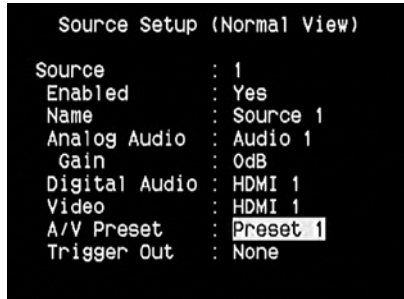 Source Setup (Normal View)
Source : 1
Enabled : Yes
Name : Source 1
Analog Audio : Audio 1
Gain : 0dB
Digital Audio : HDMI 1
Video : HDMI 1
A/V Preset : Preset 1
Trigger Out : None